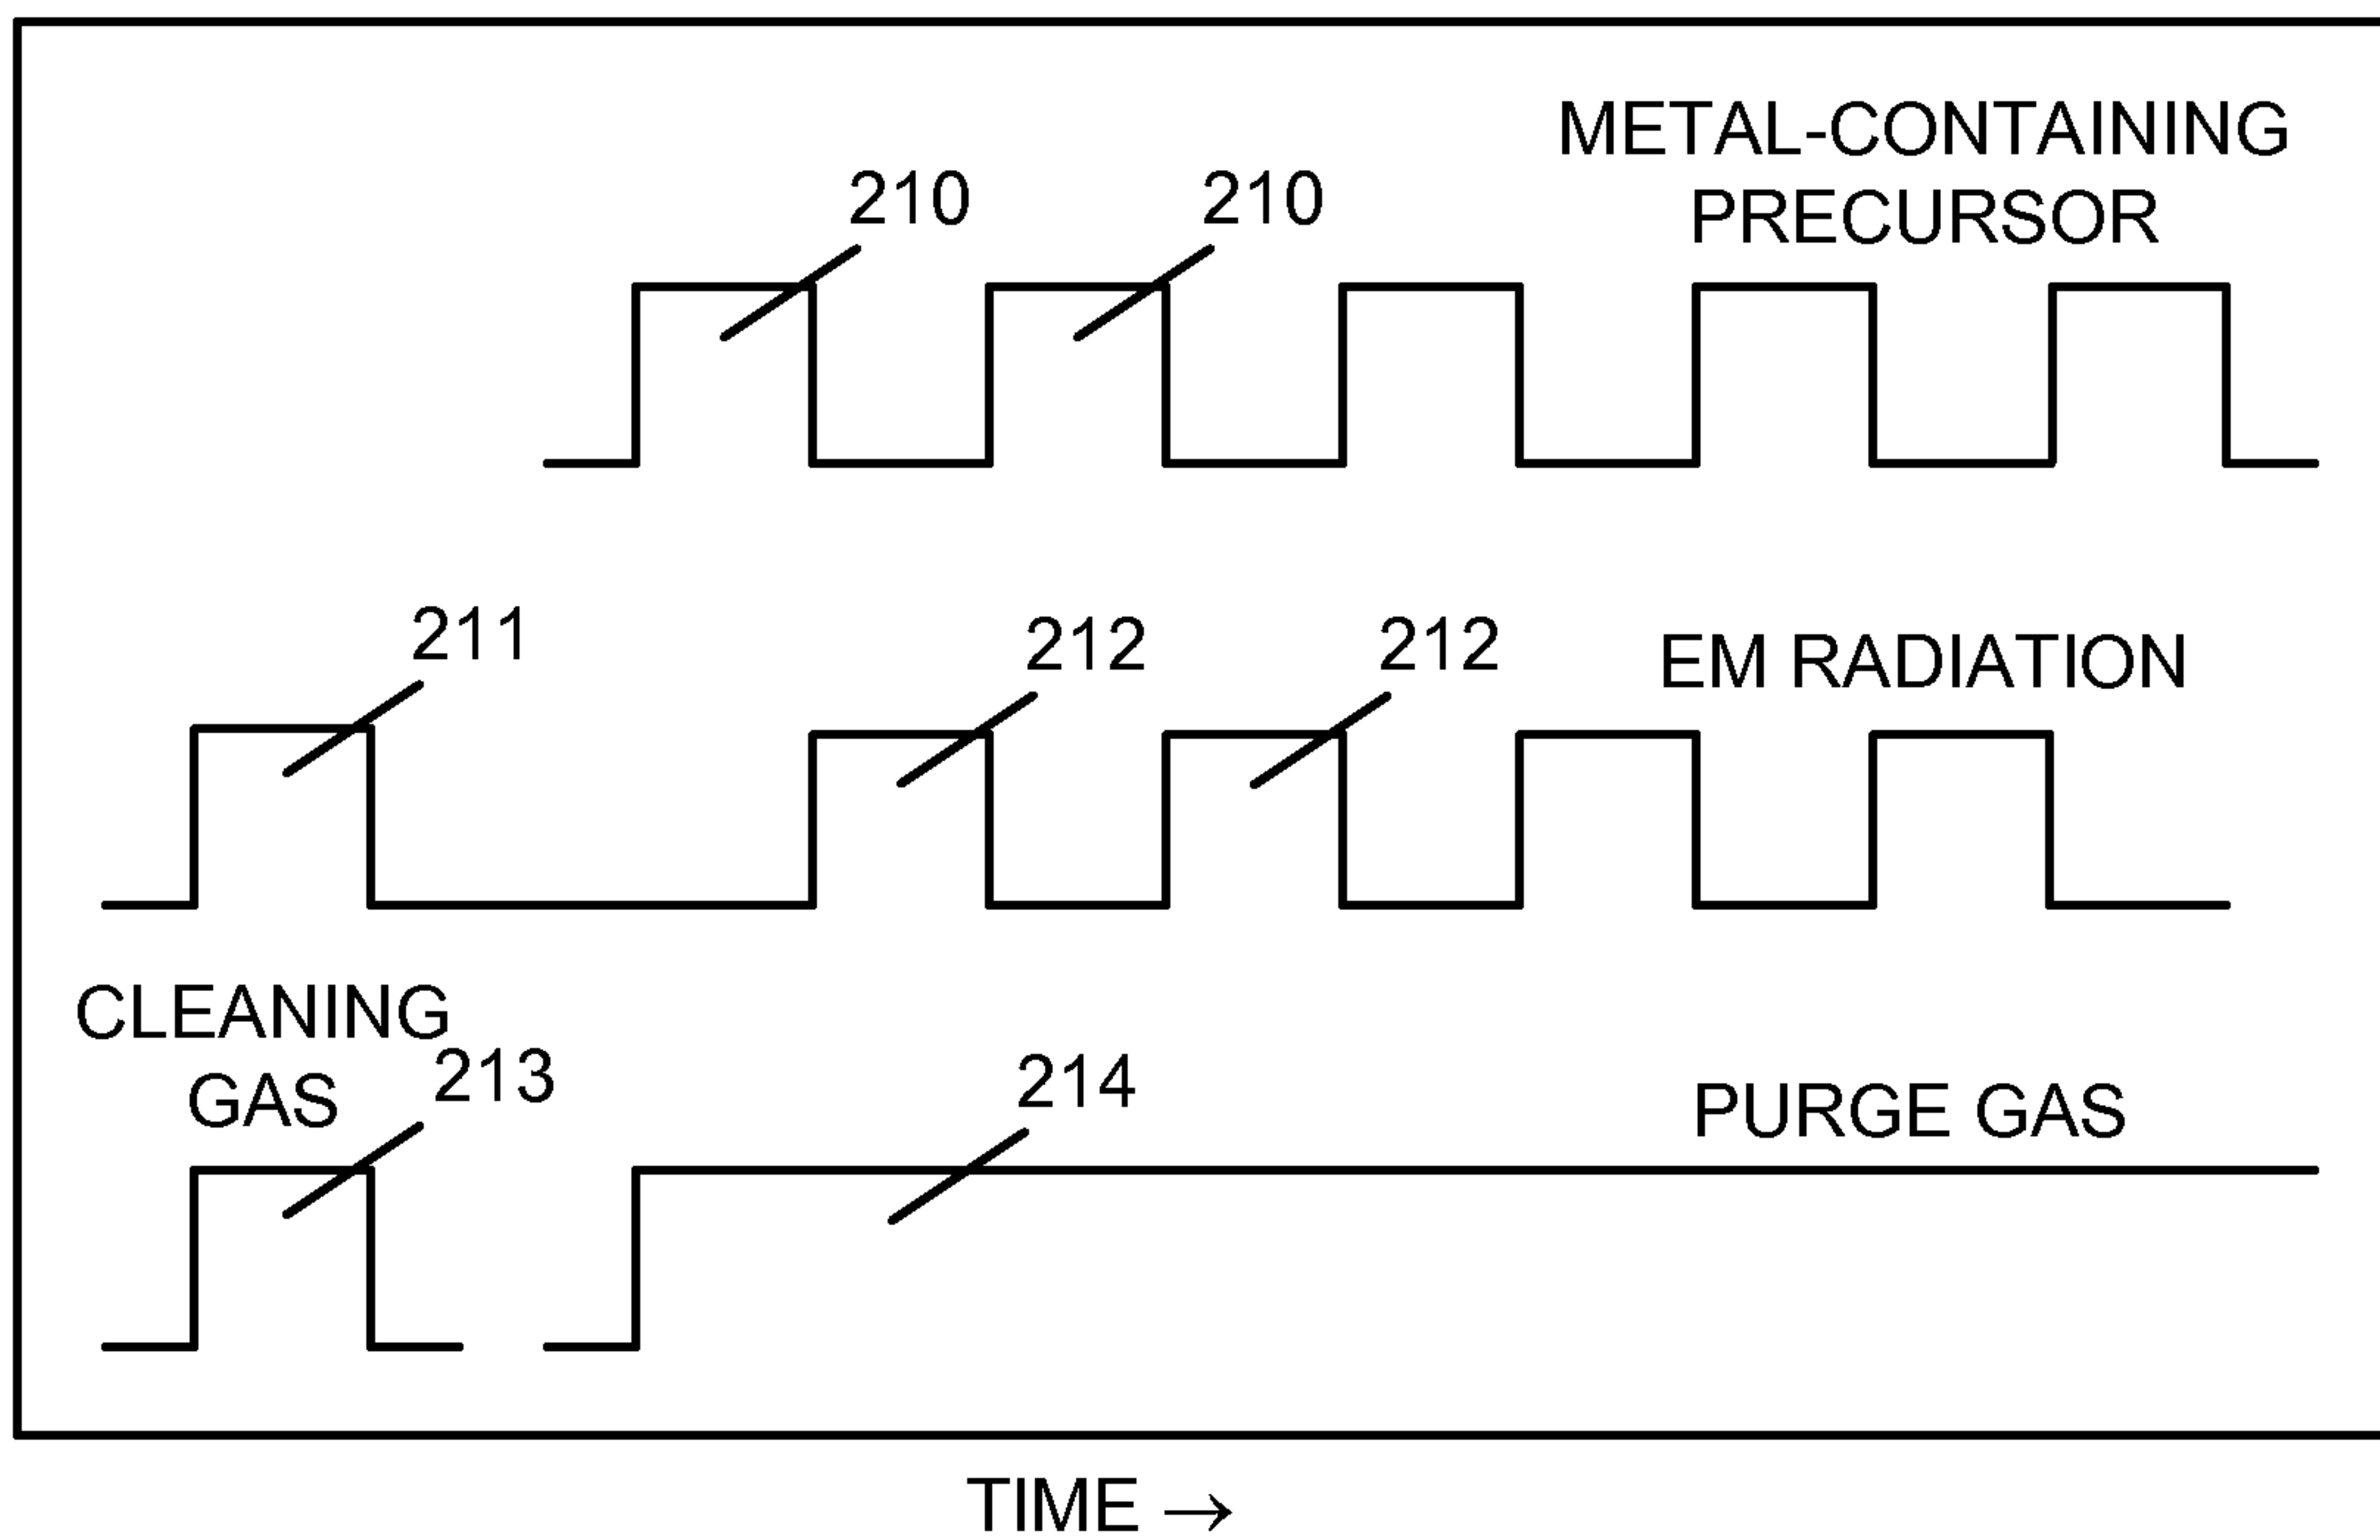 METAL-CONTAINING
PRECURSOR
210
210
211
212
212
EM RADIATION
CLEANING
GAS
213
214
PURGE GAS
TIME →